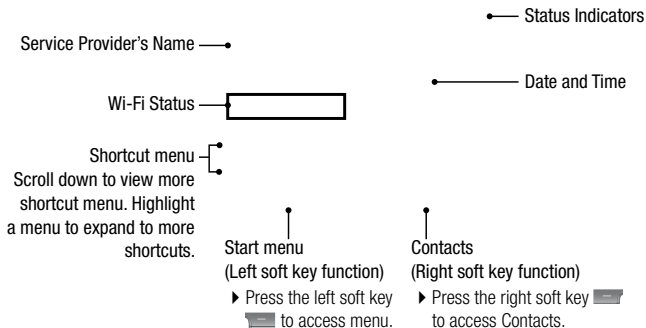 Status Indicators
Service Provider's Name
Date and Time
Wi-Fi Status
Shortcut menu
Scroll down to view more
shortcut menu. Highlight
a menu to expand to more
shortcuts.
Start menu
(Left soft key function)
Press the left soft key
to access menu.
Contacts
(Right soft key function)
Press the right soft key
to access Contacts.